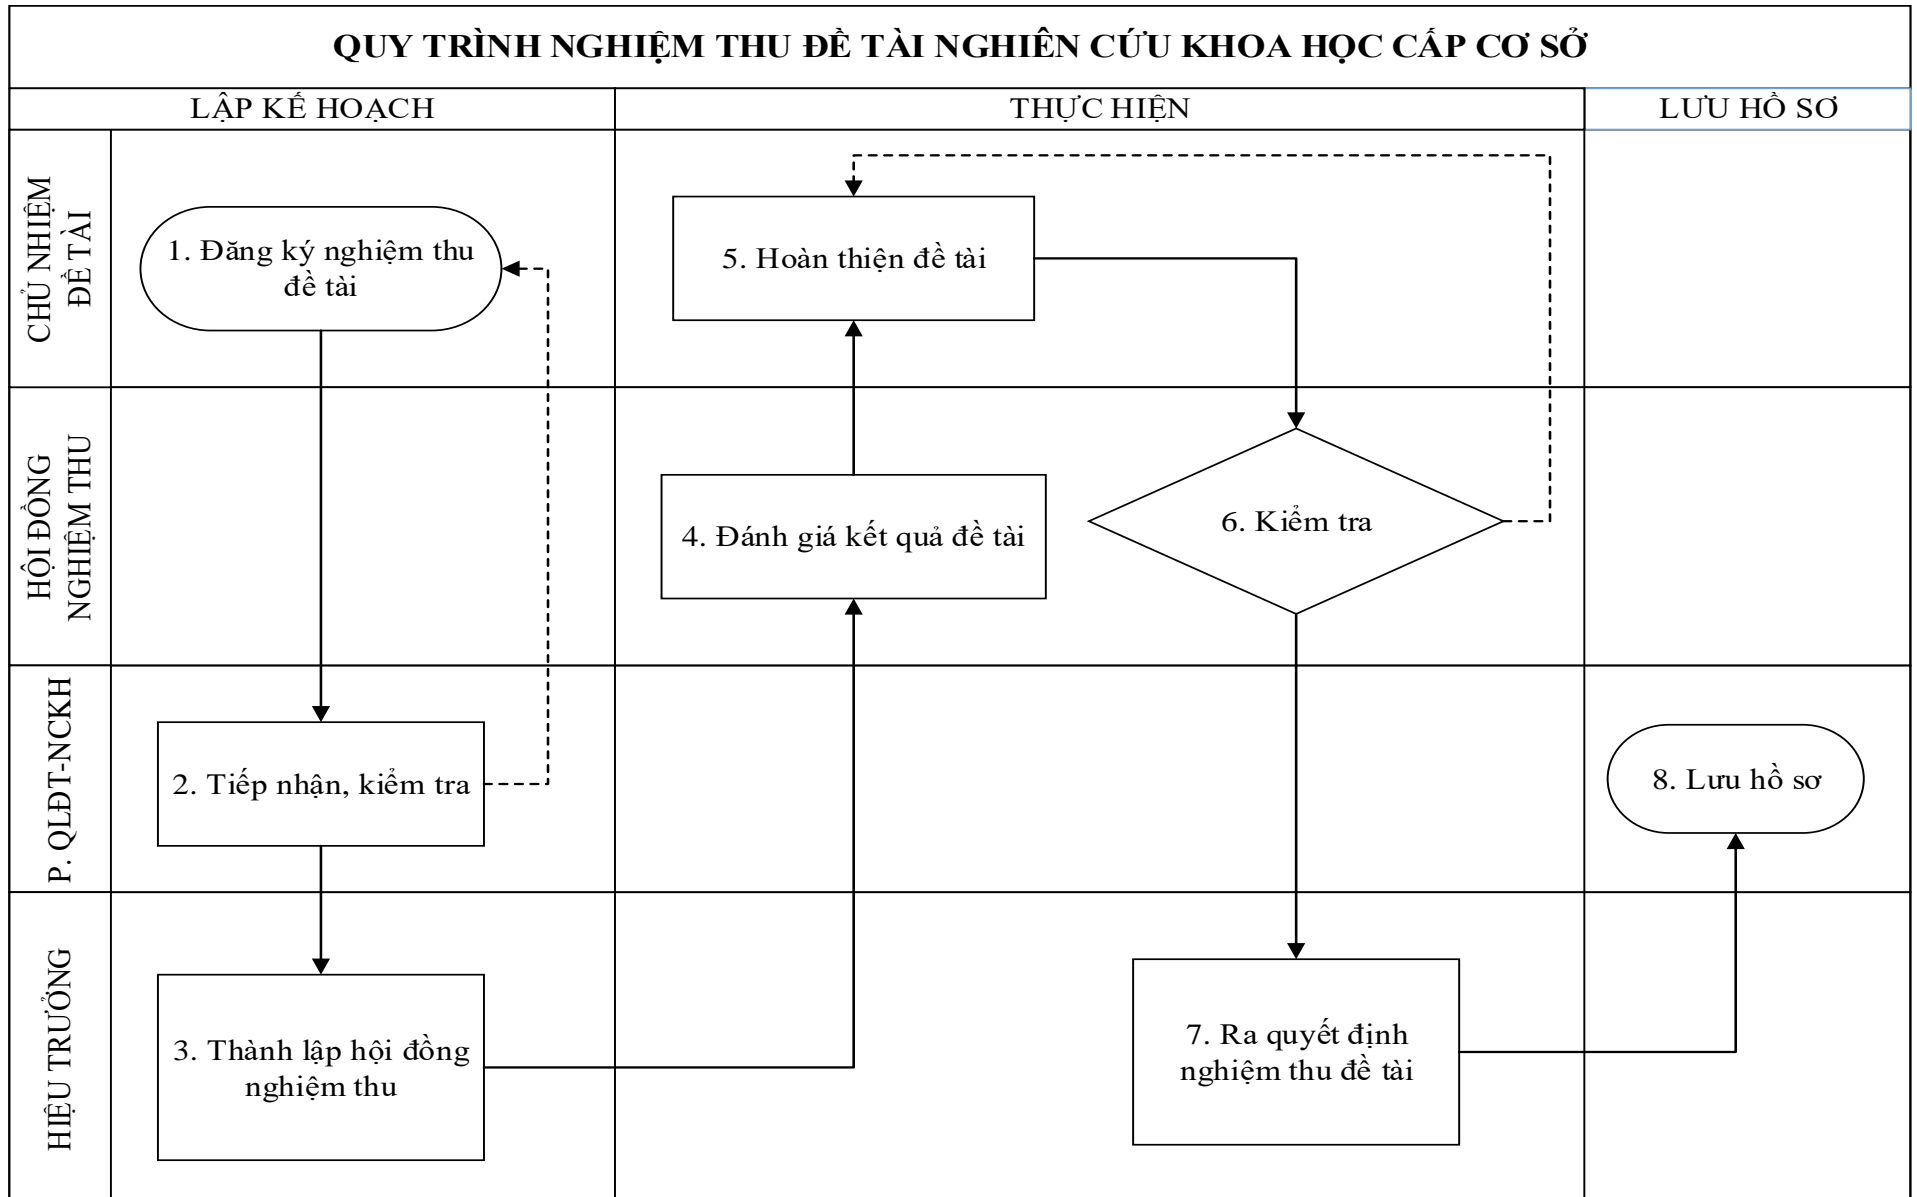 QUY TRÌNH NGHIỆM THU ĐỀ TÀI NGHIÊN CỨU KHOA HỌC CẤP CƠ SỞ
LẬP KẾ HOẠCH
THỰC HIỆN
LƯU HỒ SƠ
CHỦ NHIỆM
ĐỀ TÀI
1. Đăng ký nghiệm thu
đề tài
5. Hoàn thiện đề tài
HỘI ĐỒNG
NGHIỆM THU
4. Đánh giá kết quả đề tài
6. Kiểm tra
P. QLĐT-NCKH
2. Tiếp nhận, kiểm tra
8. Lưu hồ sơ
HIỆU TRƯỞNG
3. Thành lập hội đồng
nghiệm thu
7. Ra quyết định
nghiệm thu đề tài